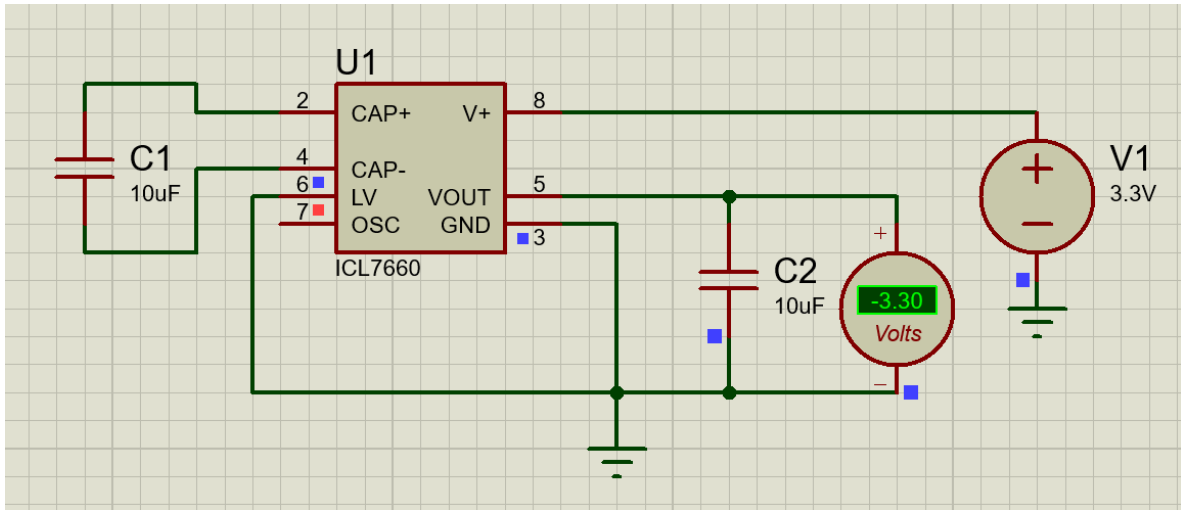 U1
2
CAP+
V+
8
C1
10uF
4
CAP-
6
LV
VOUT
5
7
OSC
GND
3
ICL7660
+
V1
3.3V
−
C2
10uF
+
-3.30
Volts
−